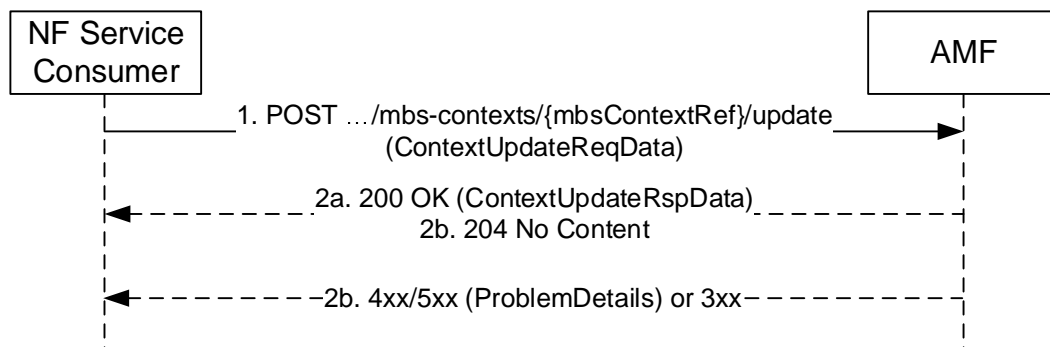 NF Service
Consumer
AMF
1. POST …/mbs-contexts/{mbsContextRef}/update
(ContextUpdateReqData)
2a. 200 OK (ContextUpdateRspData)
2b. 204 No Content
2b. 4xx/5xx (ProblemDetails) or 3xx